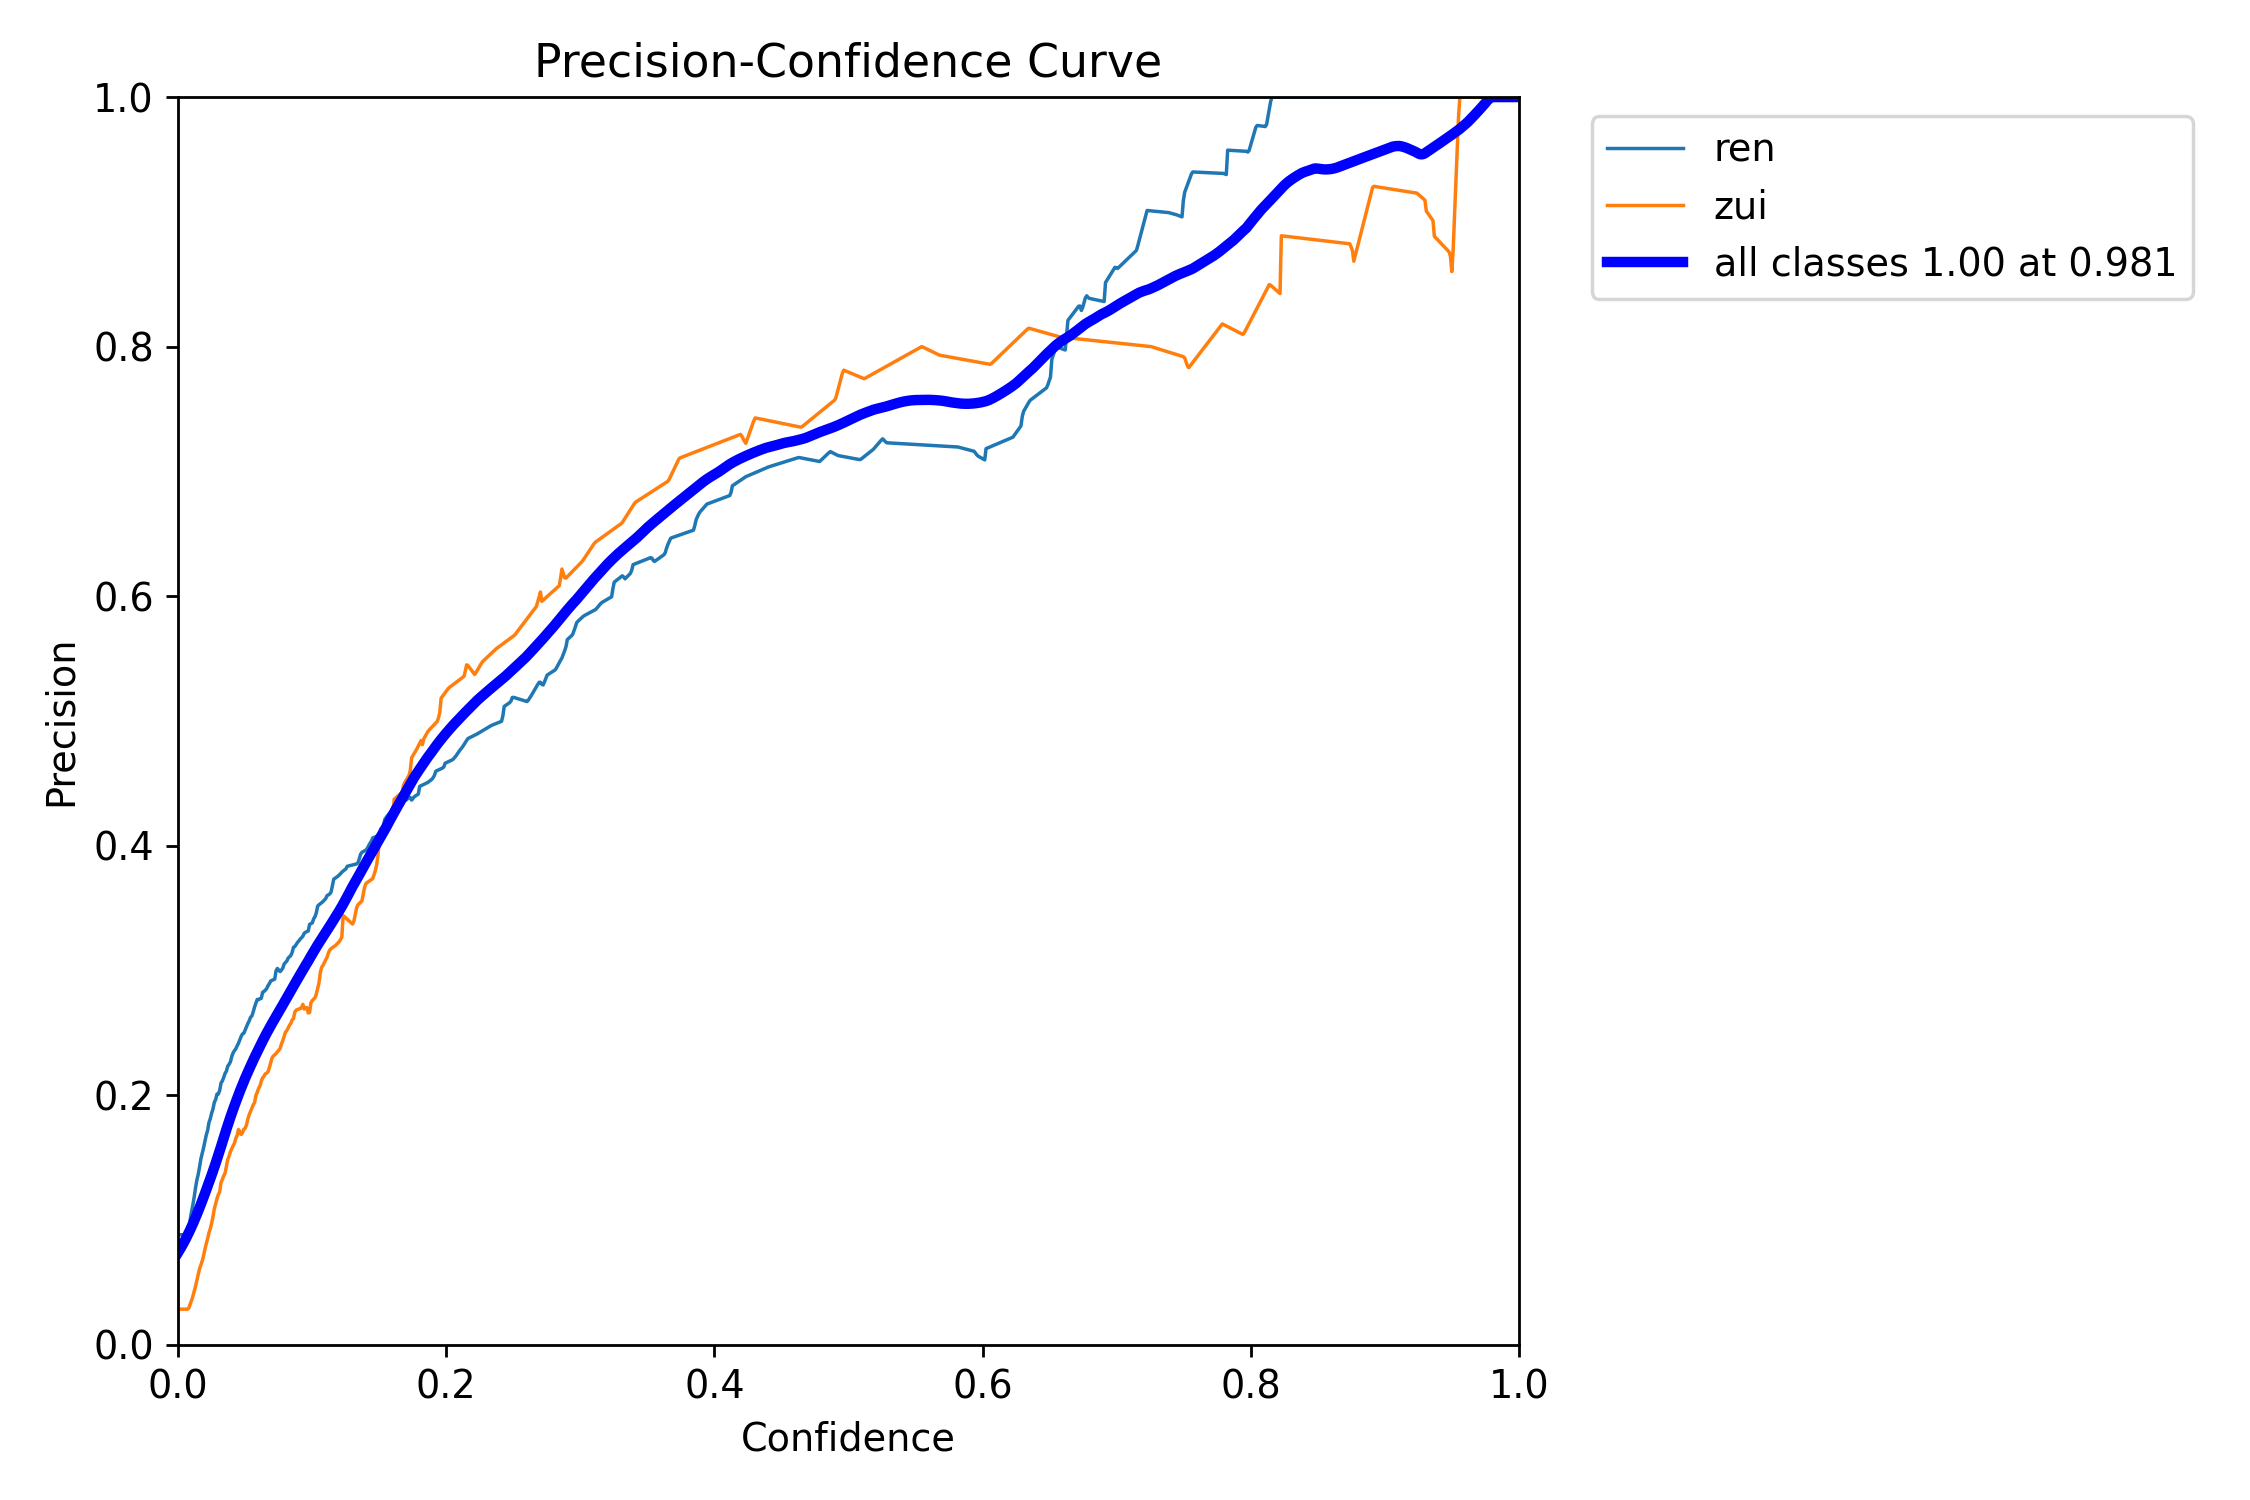 Precision-Confidence Curve
1.0
0.8
0.6
0.4
0.2
0.0
Precision
0.0 0.2 0.4 0.6 0.8 1.0
Confidence
ren
zui
all classes 1.00 at 0.981